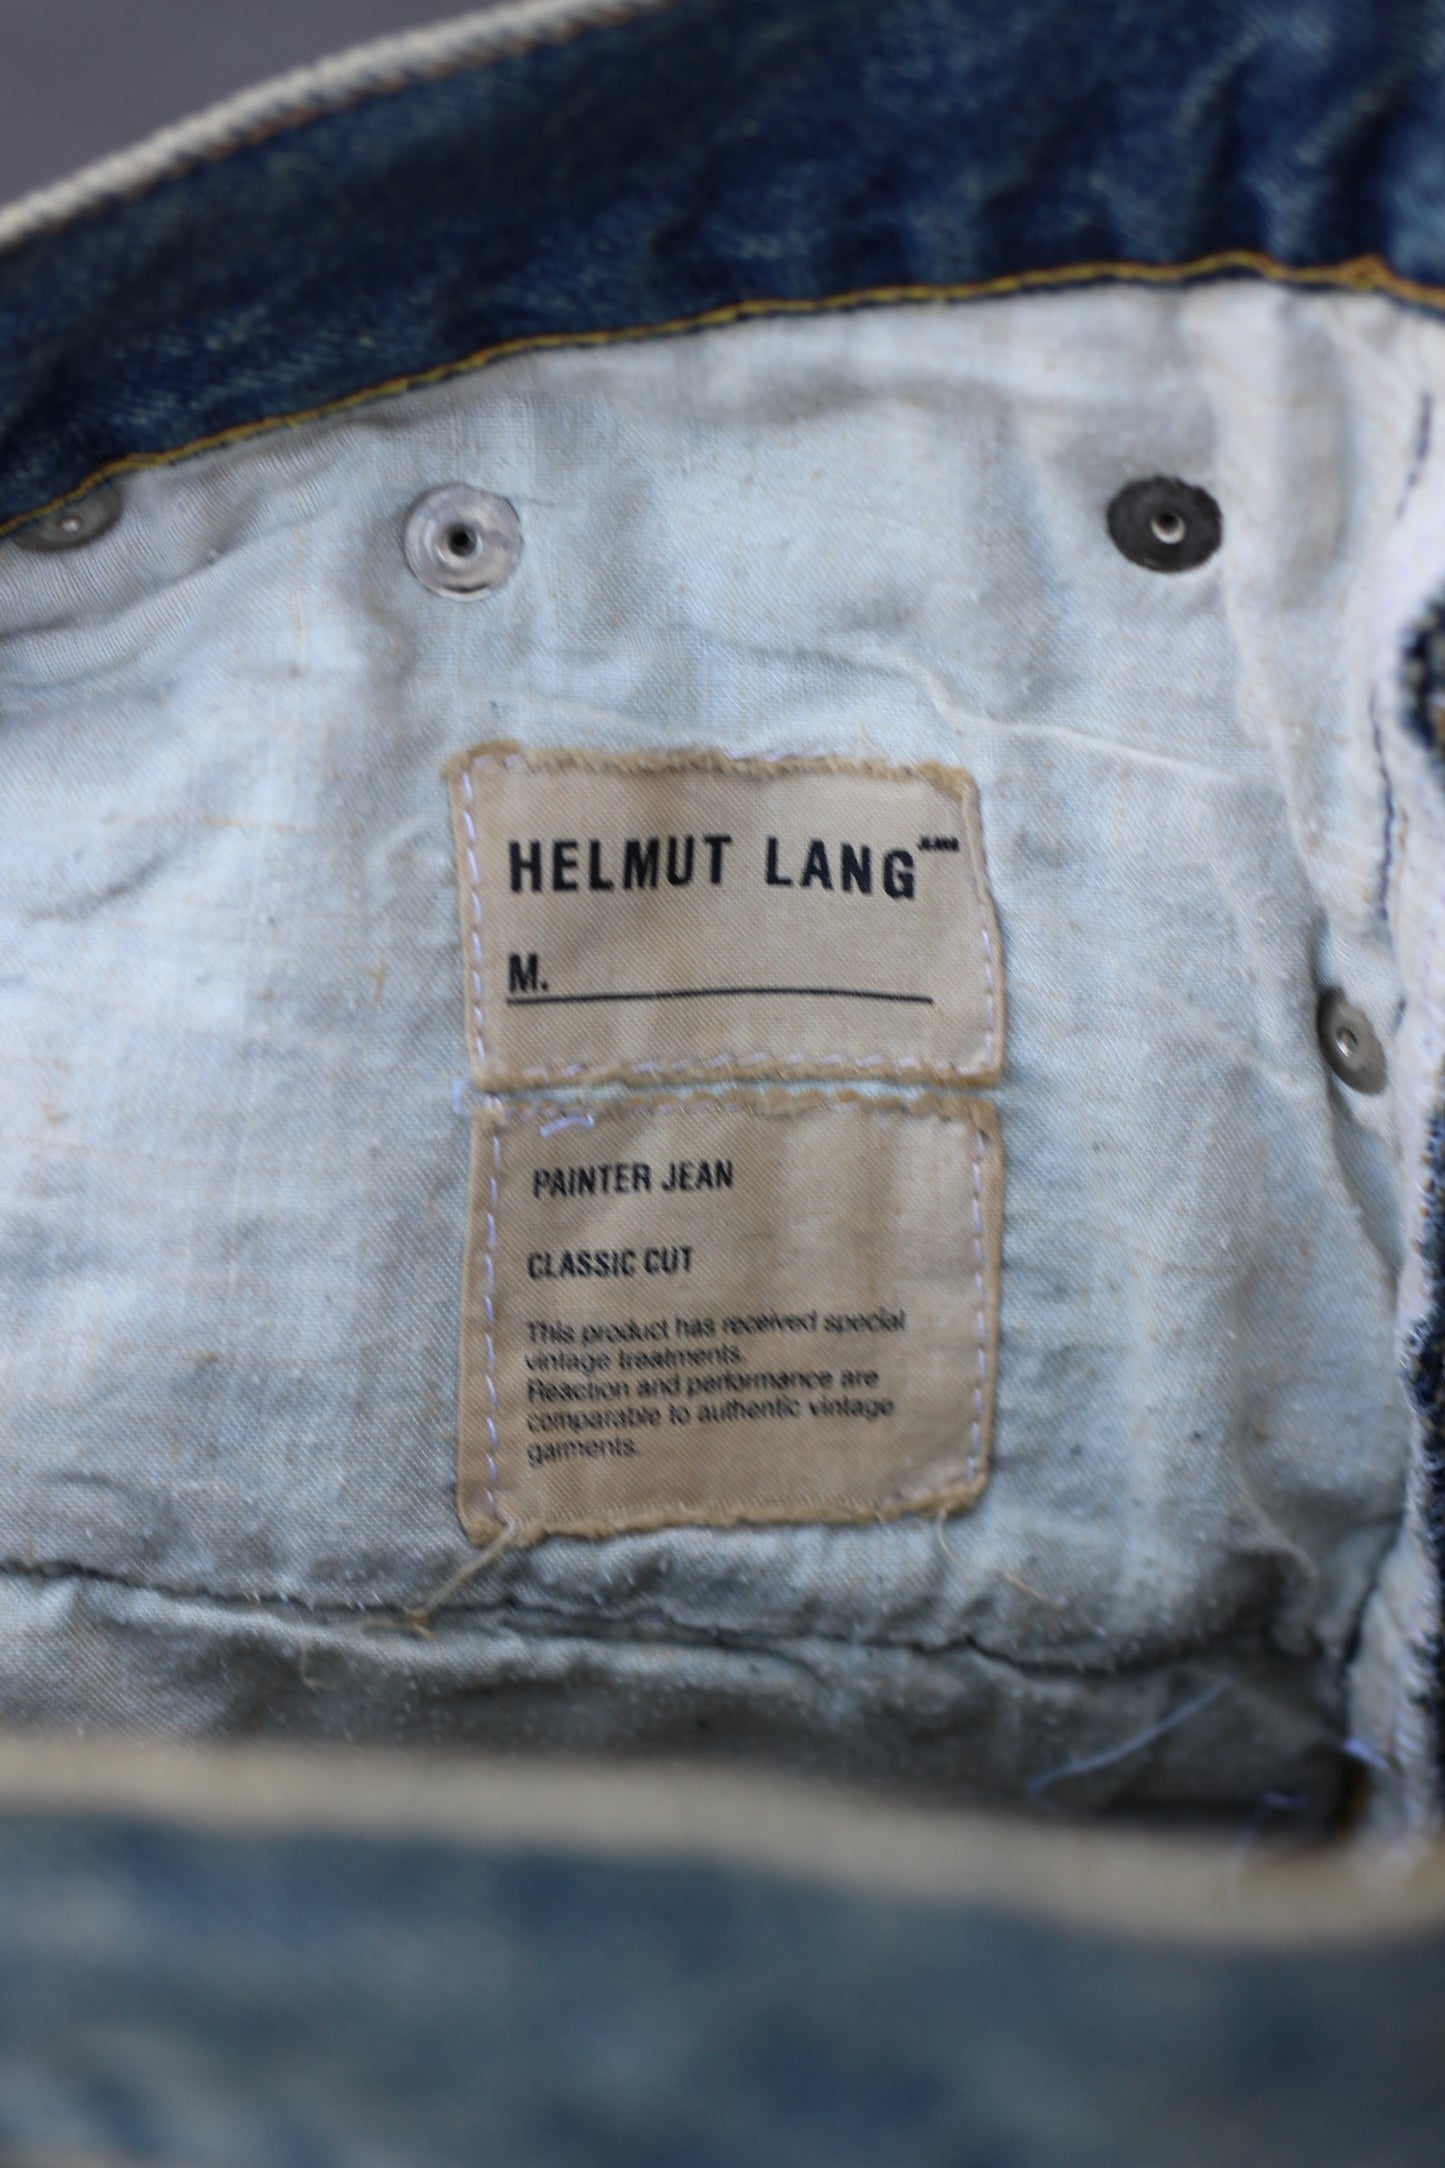 HELMUT LANG JEANS
M.
PAINTER JEAN
CLASSIC CUT
This product has received special
vintage treatments.
Reaction and performance are
comparable to authentic vintage
garments.